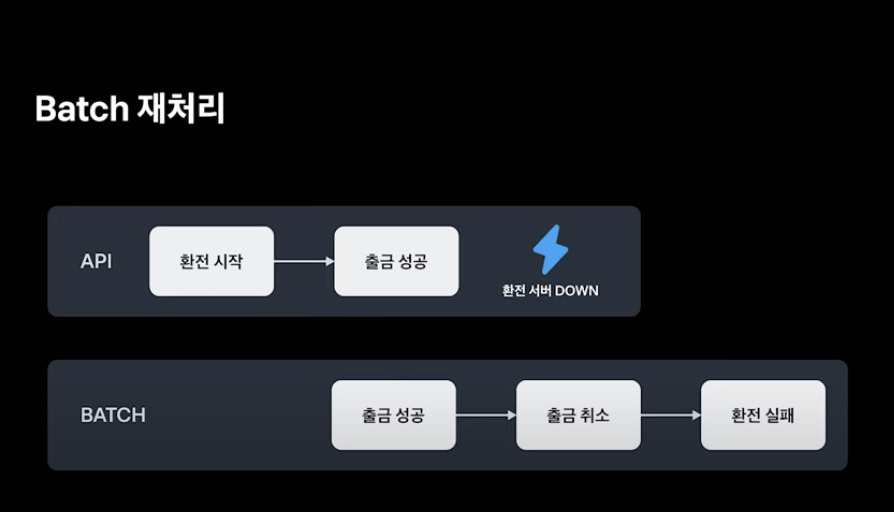 Batch 재처리
API
환전 시작
출금 성공
환전 서버 DOWN
BATCH
출금 성공
출금 취소
환전 실패